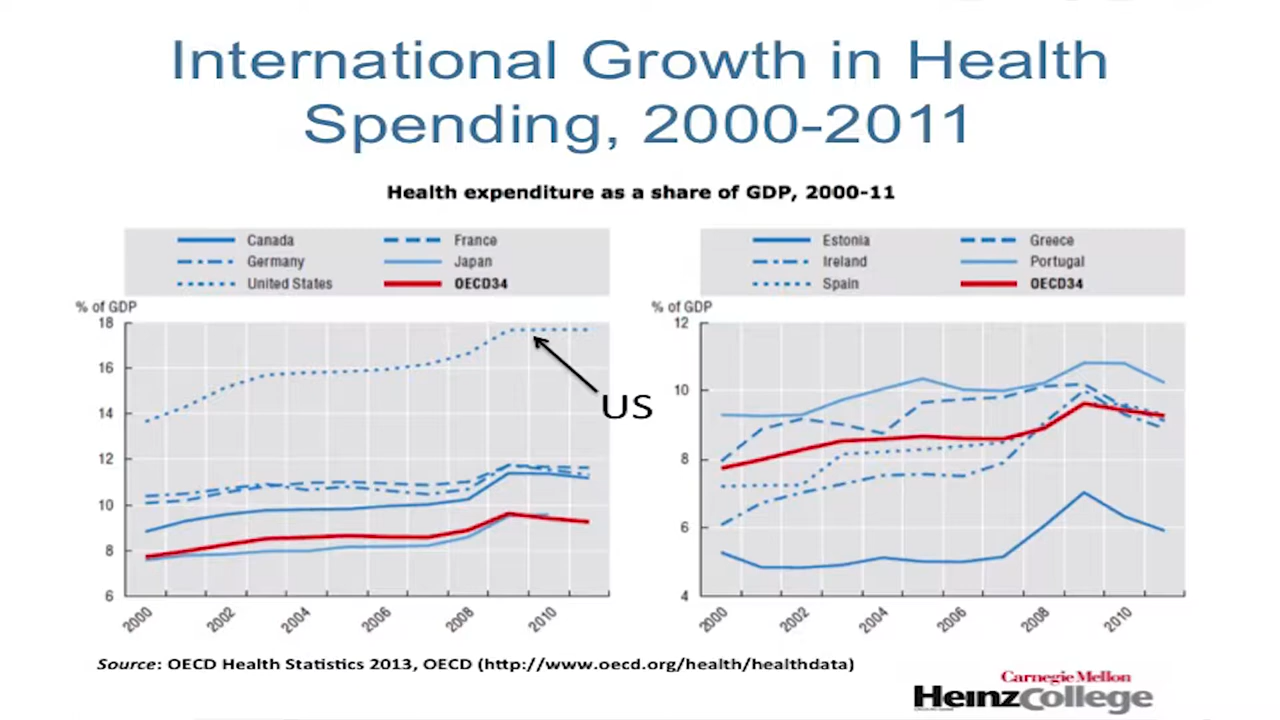 International Growth in Health
Spending, 2000-2011
Health expenditure as a share of GDP, 2000-11
Canada France
Germany Japan
United States OECD34
% of GDP
18
16
14
12
10
8
6
2000 2002 2004 2006 2008 2010
US
Estonia Greece
Ireland Portugal
Spain OECD34
% of GDP
12
10
8
6
4
2000 2002 2004 2006 2008 2010
Source: OECD Health Statistics 2013, OECD (http://www.oecd.org/health/healthdata)
Carnegie Mellon
HeinzCollege